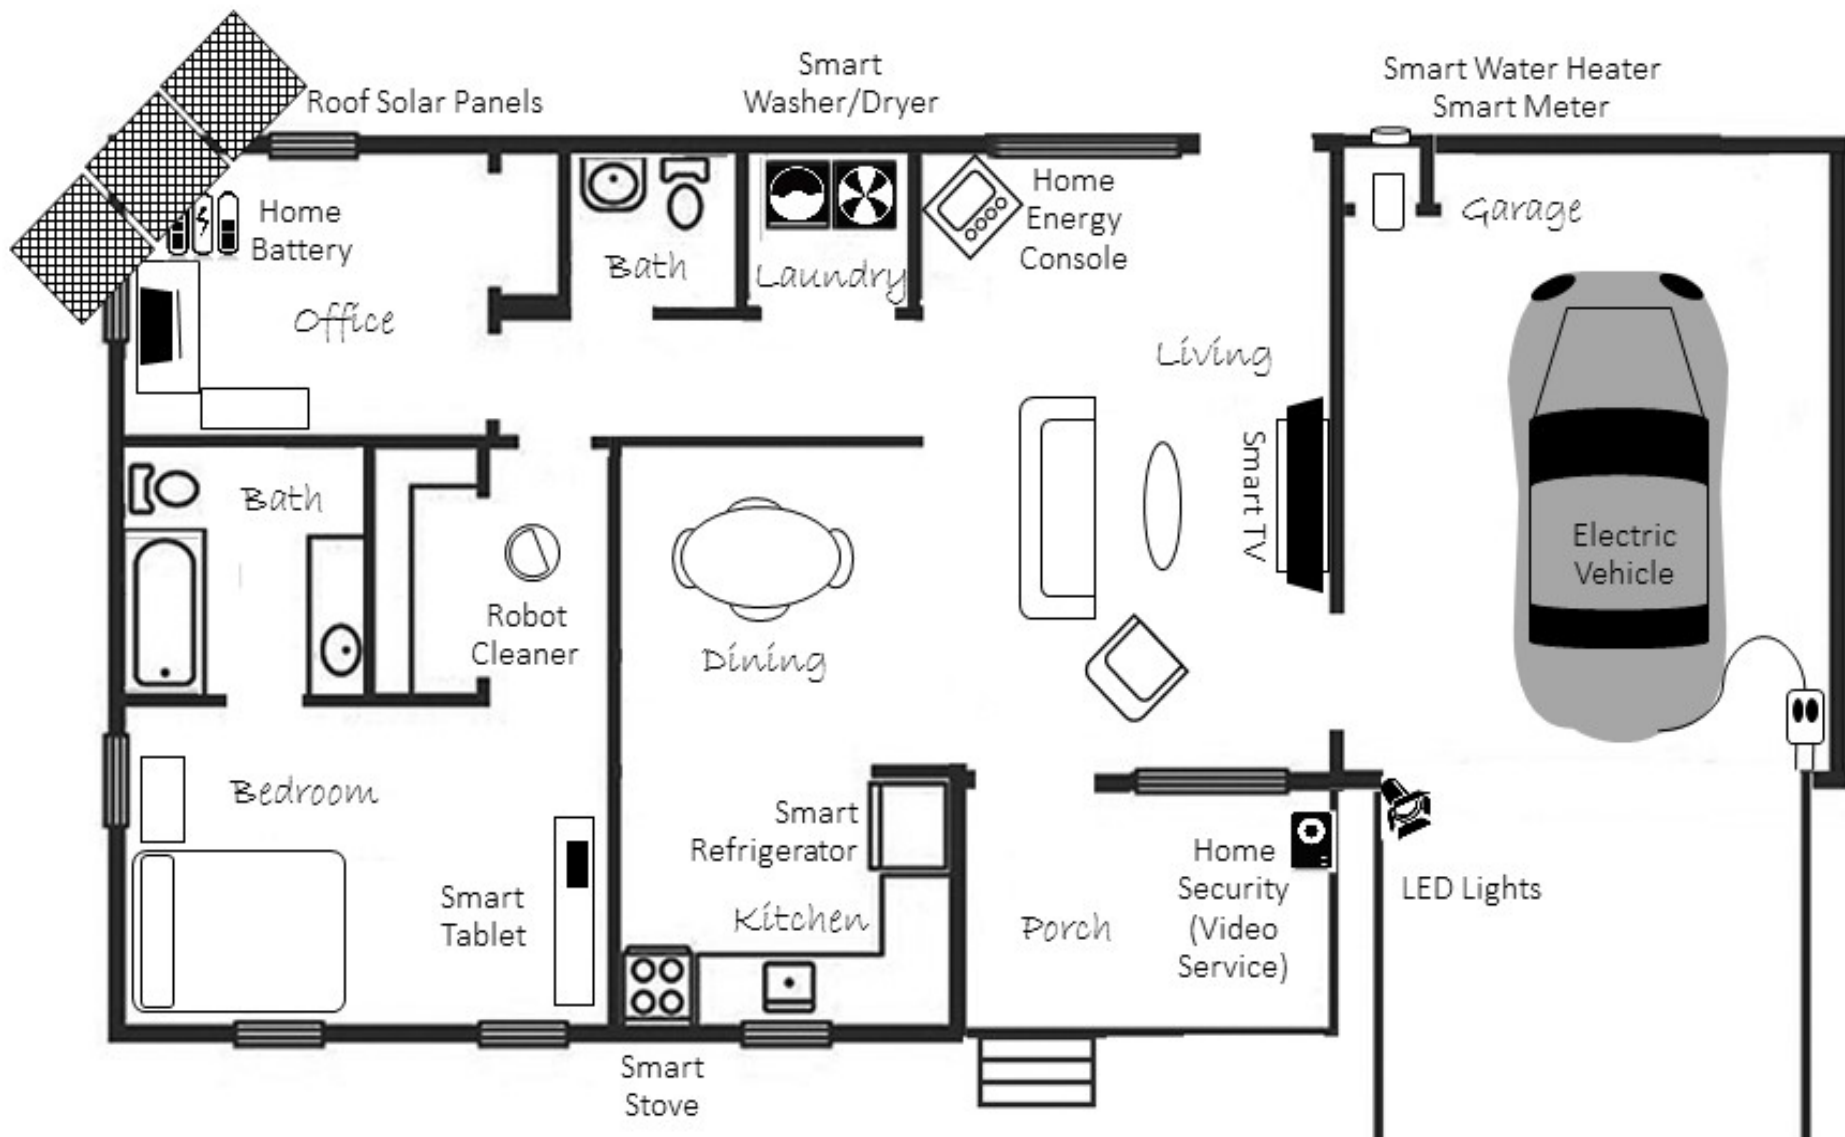 Smart
Washer/Dryer
Smart Water Heater
Smart Meter
Roof Solar Panels
Home
Battery
Home
Energy
Console
Garage
Bath
Laundry
Office
Living
Smart TV
Bath
Electric
Vehicle
Robot
Cleaner
Dining
Bedroom
Smart
Refrigerator
Home
Security
(Video
Service)
LED Lights
Smart
Tablet
Kitchen
Porch
Smart
Stove